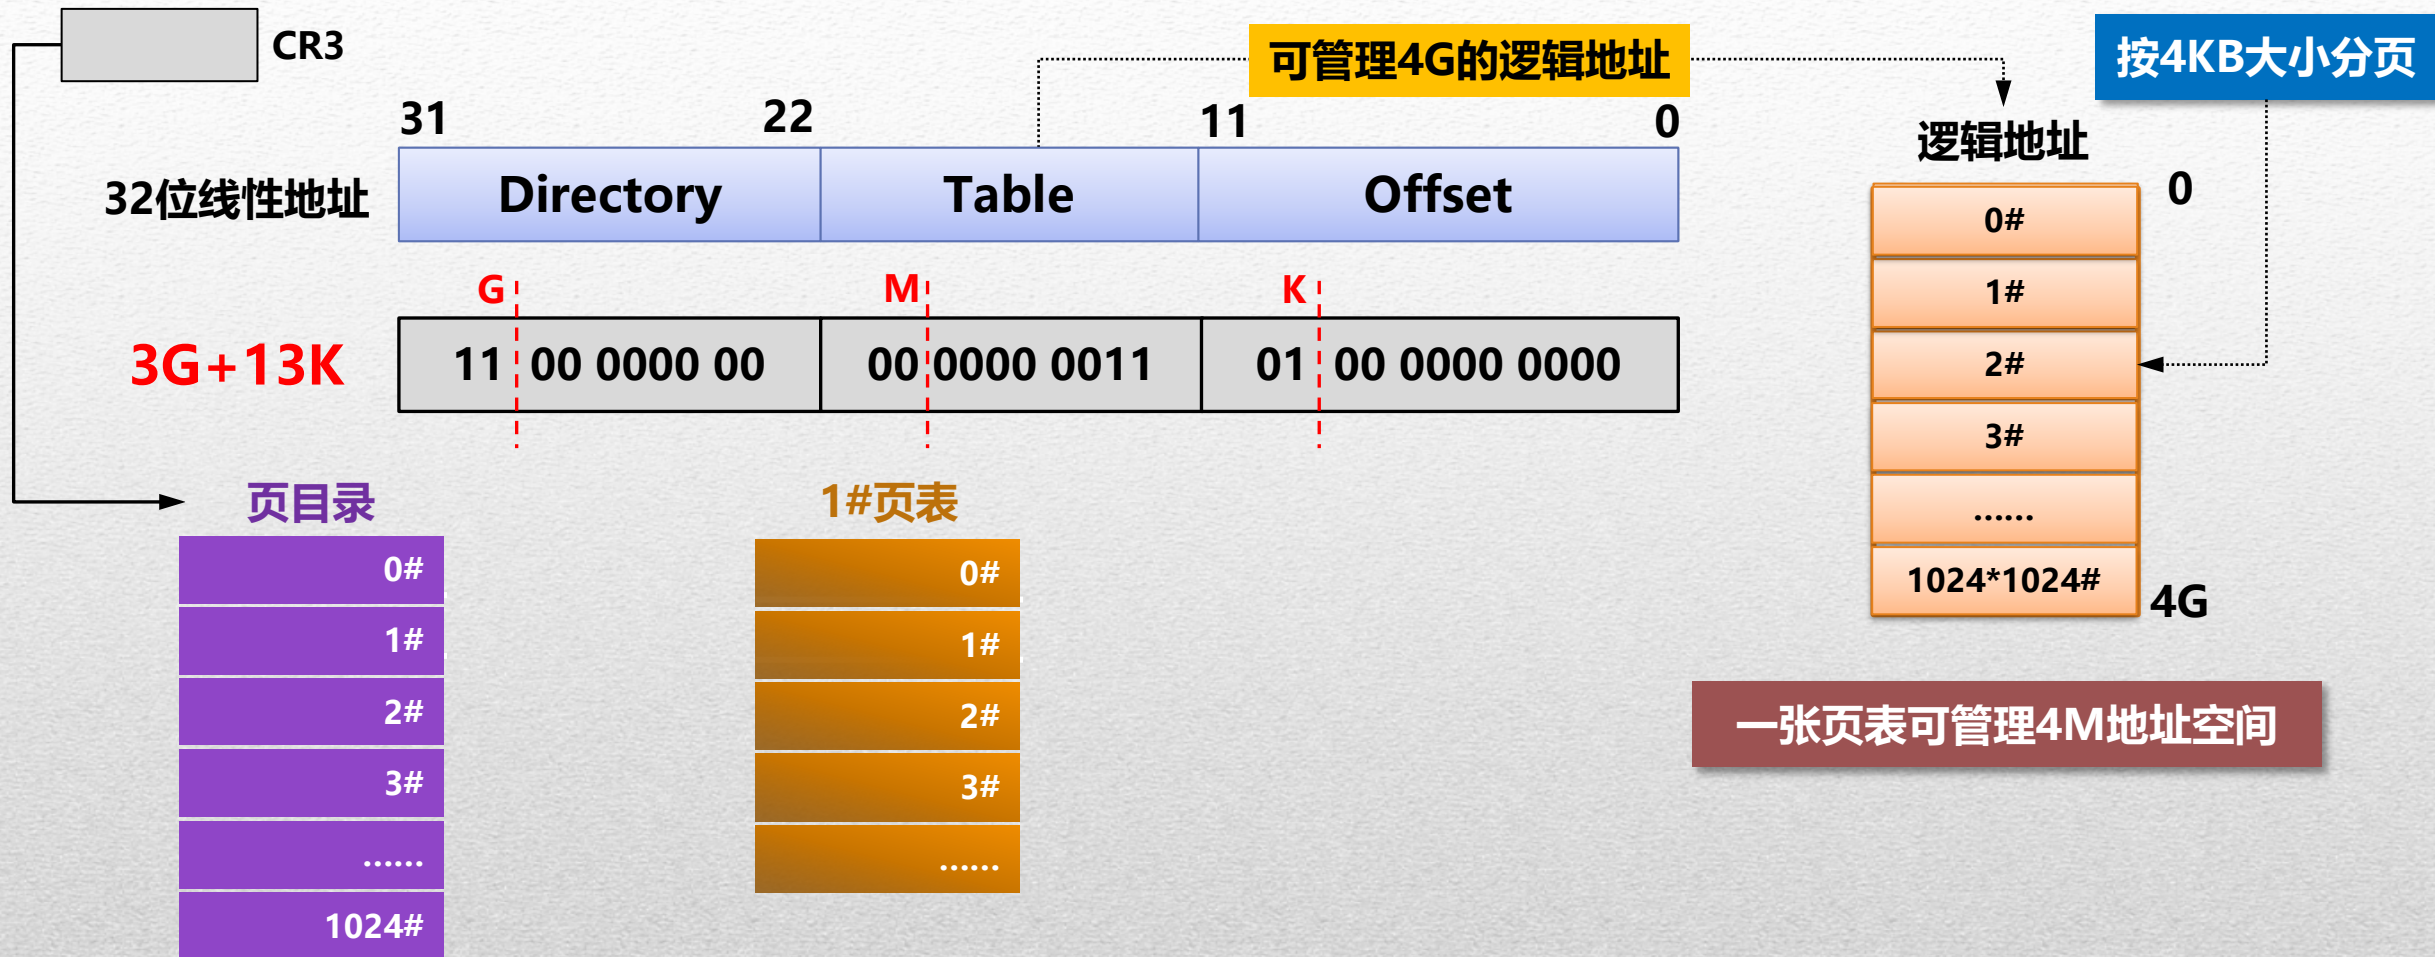 CR3
可管理4G的逻辑地址
按4KB大小分页
31 22 11 0
逻辑地址
32位线性地址 Directory Table Offset
0
0#
1#
2#
3#
……
1024*1024#
4G
G M K
3G+13K 11 00 0000 00 00 0000 0011 01 00 0000 0000
页目录
0#
1#
2#
3#
……
1024#
1#页表
0#
1#
2#
3#
……
一张页表可管理4M地址空间